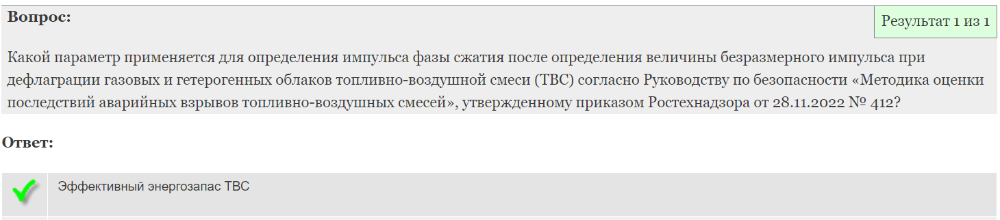 Вопрос:
Результат 1 из 1
Какой параметр применяется для определения импульса фазы сжатия после определения величины безразмерного импульса при
дефлаграции газовых и гетерогенных облаков топливно-воздушной смеси (ТВС) согласно Руководству по безопасности «Методика оценки
последствий аварийных взрывов топливно-воздушных смесей», утвержденному приказом Ростехнадзора от 28.11.2022 № 412?
Ответ:
Эффективный энергозапас ТВС